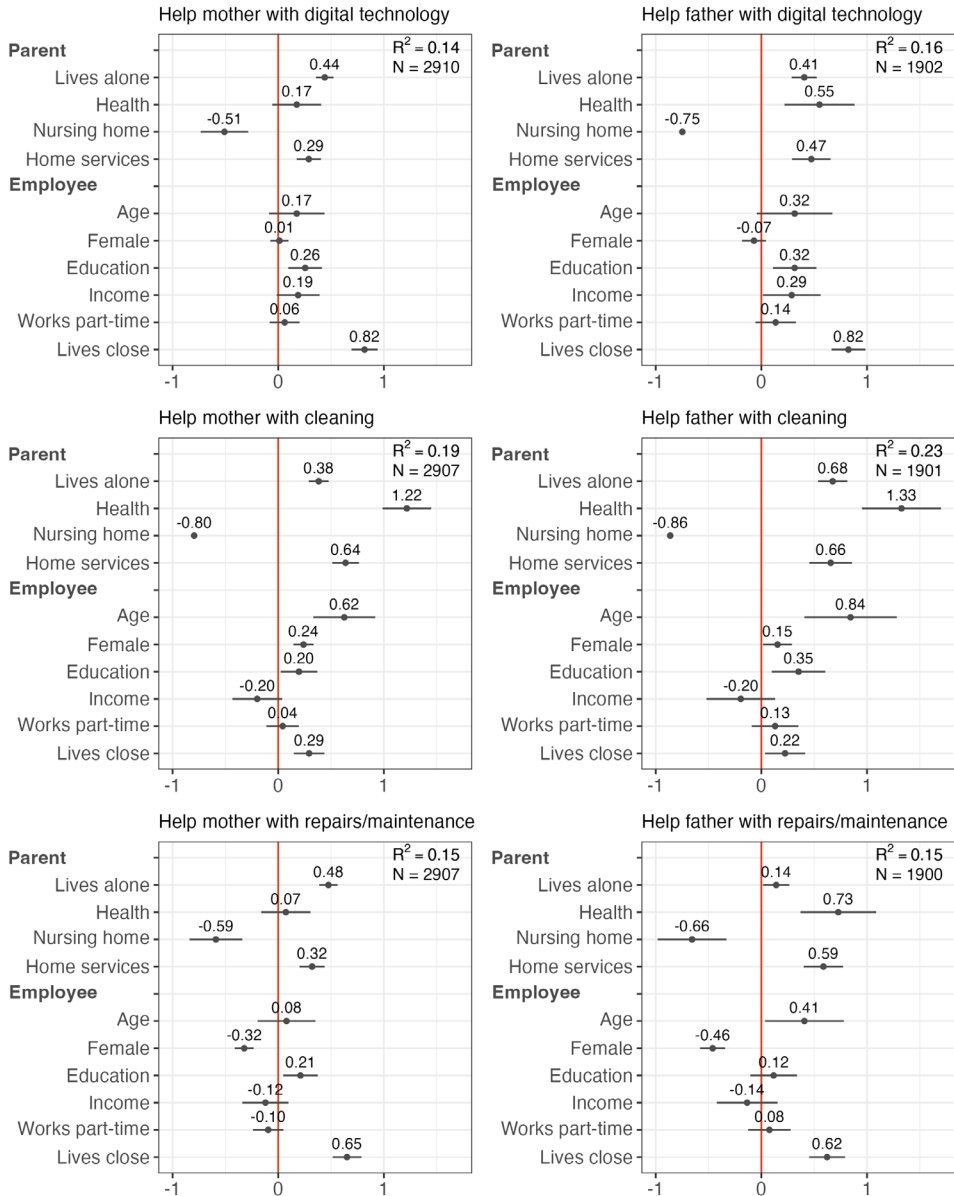 Help mother with digital technology
R² = 0.14
N = 2910
Parent
Lives alone 0.44
Health 0.17
Nursing home -0.51
Home services 0.29
Employee
Age 0.17
Female 0.01
Education 0.26
Income 0.19
Works part-time 0.06
Lives close 0.82
-1 0 1
Help father with digital technology
R² = 0.16
N = 1902
Parent
Lives alone 0.41
Health 0.55
Nursing home -0.75
Home services 0.47
Employee
Age 0.32
Female -0.07
Education 0.32
Income 0.29
Works part-time 0.14
Lives close 0.82
-1 0 1
Help mother with cleaning
R² = 0.19
N = 2907
Parent
Lives alone 0.38
Health 1.22
Nursing home -0.80
Home services 0.64
Employee
Age 0.62
Female 0.24
Education 0.20
Income -0.20
Works part-time 0.04
Lives close 0.29
-1 0 1
Help father with cleaning
R² = 0.23
N = 1901
Parent
Lives alone 0.68
Health 1.33
Nursing home -0.86
Home services 0.66
Employee
Age 0.84
Female 0.15
Education 0.35
Income -0.20
Works part-time 0.13
Lives close 0.22
-1 0 1
Help mother with repairs/maintenance
R² = 0.15
N = 2907
Parent
Lives alone 0.48
Health 0.07
Nursing home -0.59
Home services 0.32
Employee
Age 0.08
Female -0.32
Education 0.21
Income -0.12
Works part-time -0.10
Lives close 0.65
-1 0 1
Help father with repairs/maintenance
R² = 0.15
N = 1900
Parent
Lives alone 0.14
Health 0.73
Nursing home -0.66
Home services 0.59
Employee
Age 0.41
Female -0.46
Education 0.12
Income -0.14
Works part-time 0.08
Lives close 0.62
-1 0 1